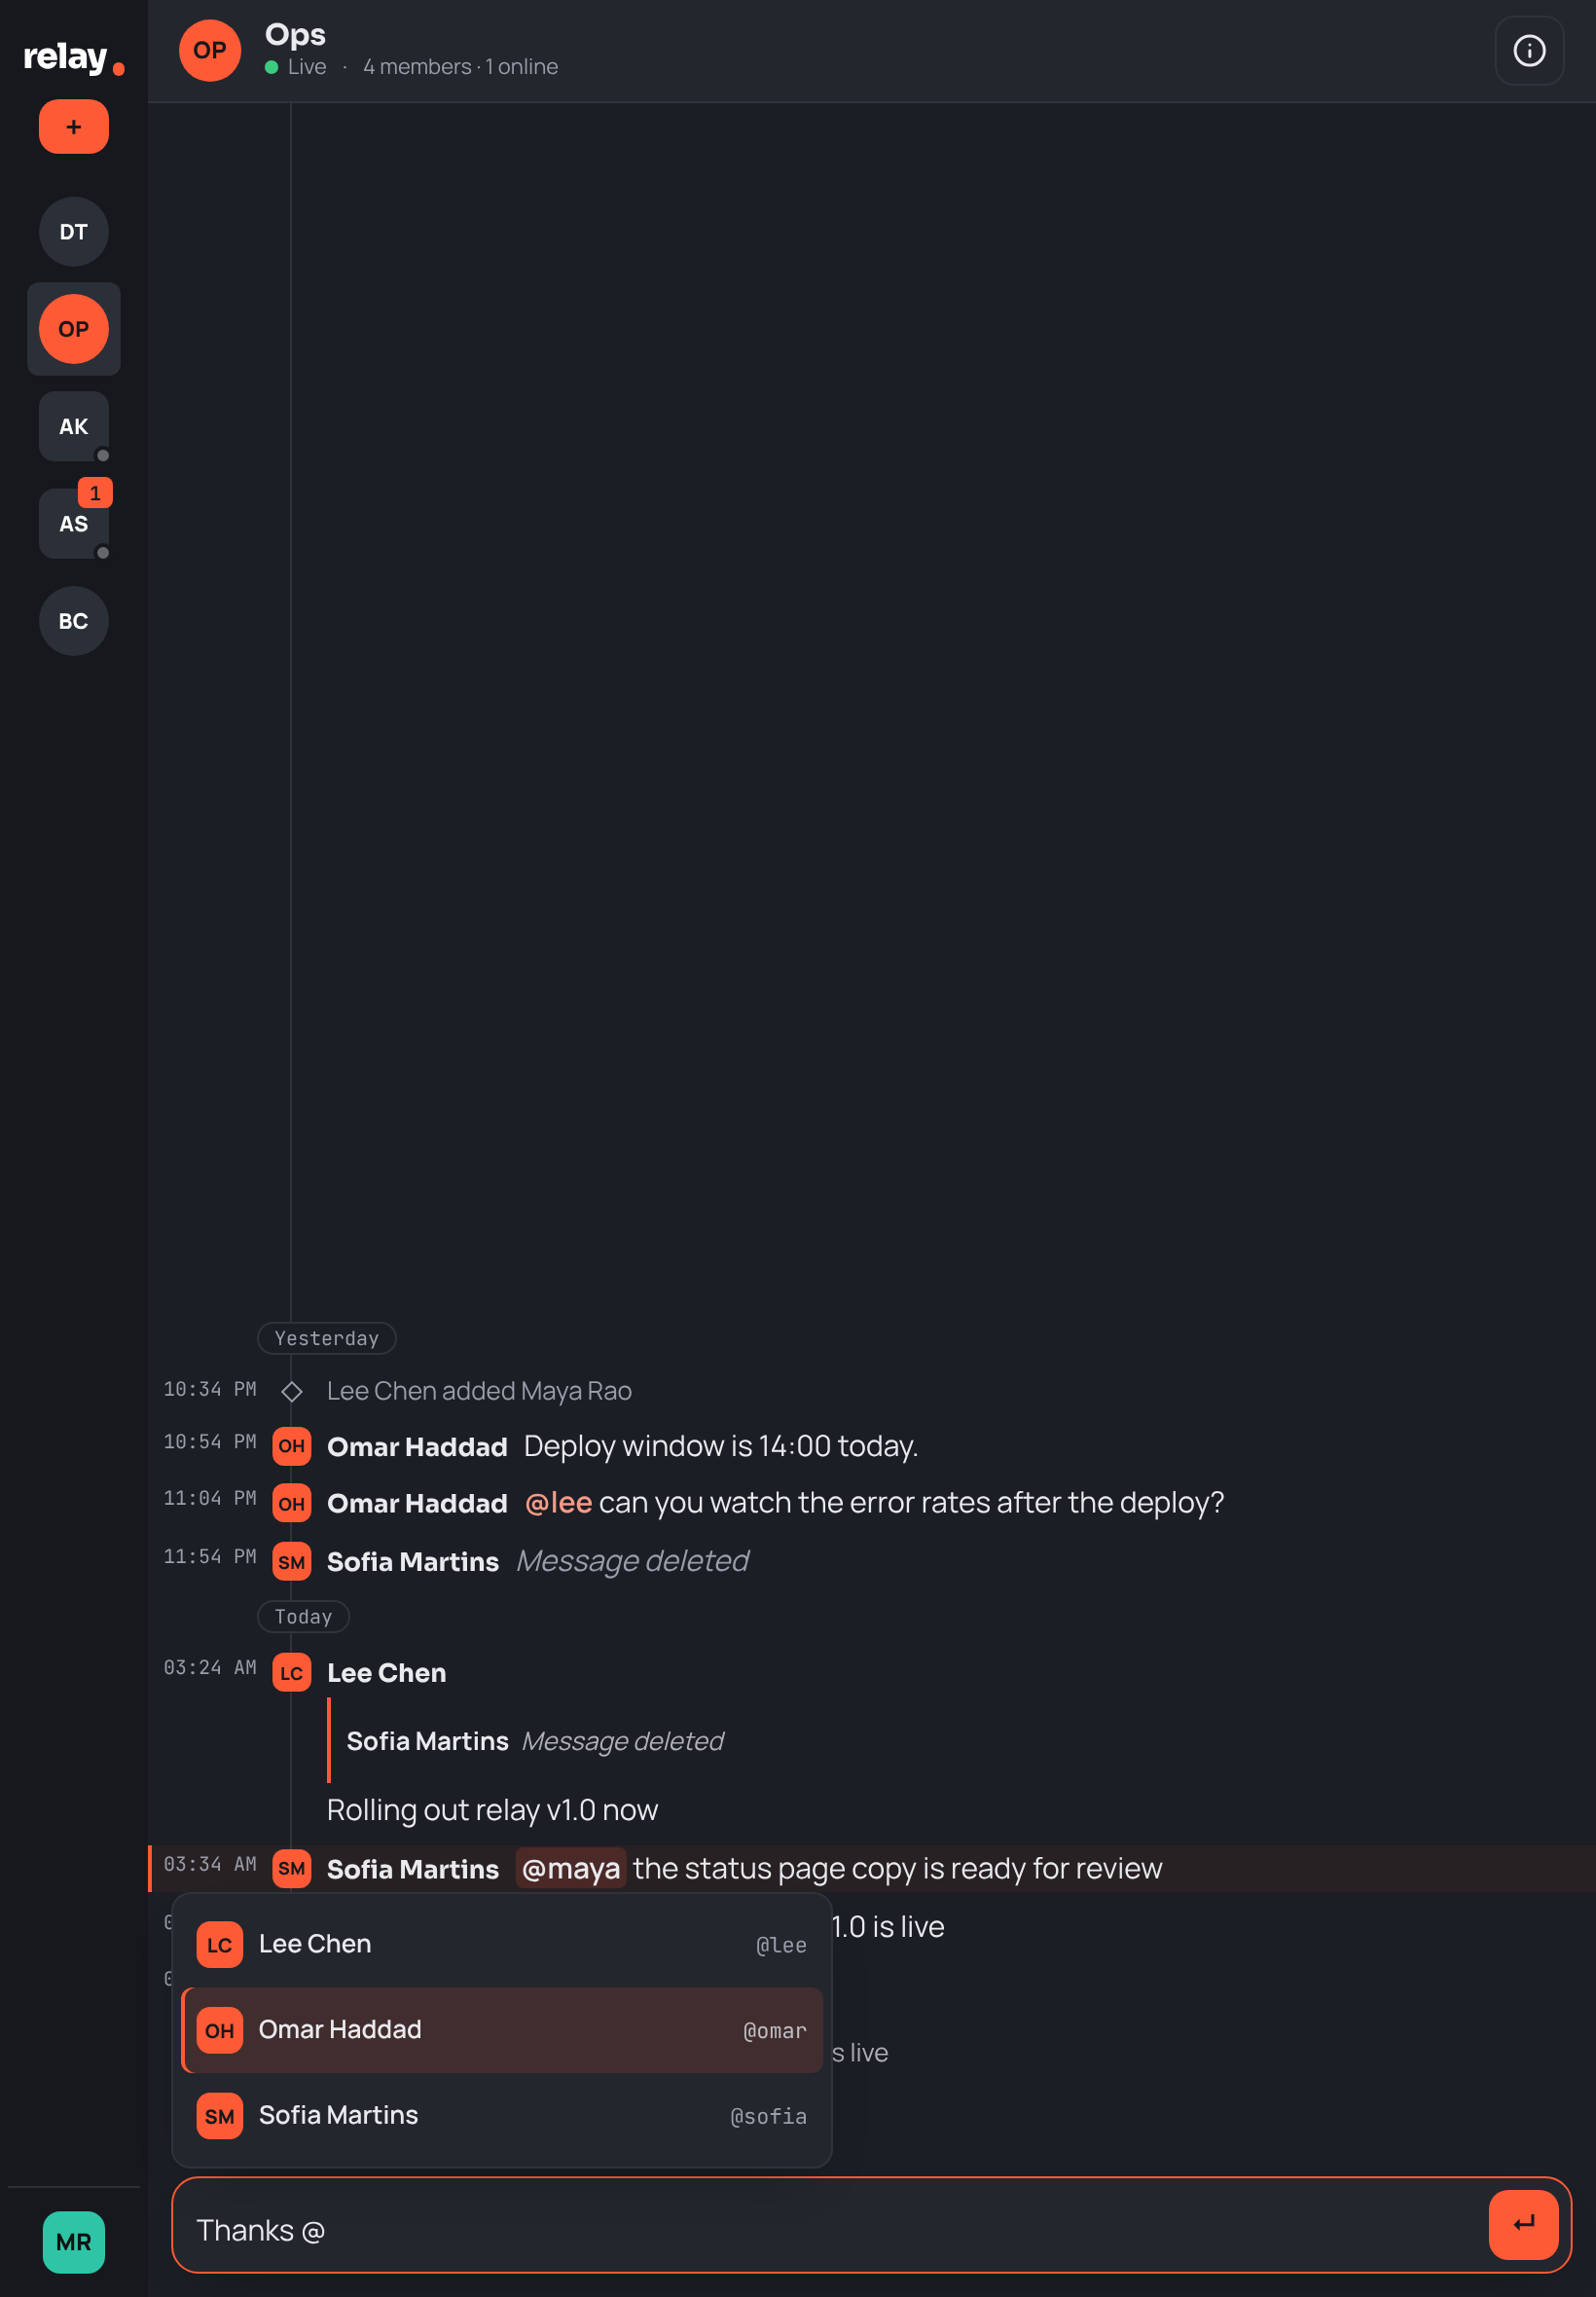 relay.
+
DT
OP
AK
1
AS
BC
MR
OP
Ops
Live · 4 members · 1 online
Yesterday
10:34 PM Lee Chen added Maya Rao
10:54 PM OH Omar Haddad Deploy window is 14:00 today.
11:04 PM OH Omar Haddad @lee can you watch the error rates after the deploy?
11:54 PM SM Sofia Martins Message deleted
Today
03:24 AM LC Lee Chen
Sofia Martins Message deleted
Rolling out relay v1.0 now
03:34 AM SM Sofia Martins @maya the status page copy is ready for review
1.0 is live
LC Lee Chen @lee
OH Omar Haddad @omar
s live
SM Sofia Martins @sofia
Thanks @